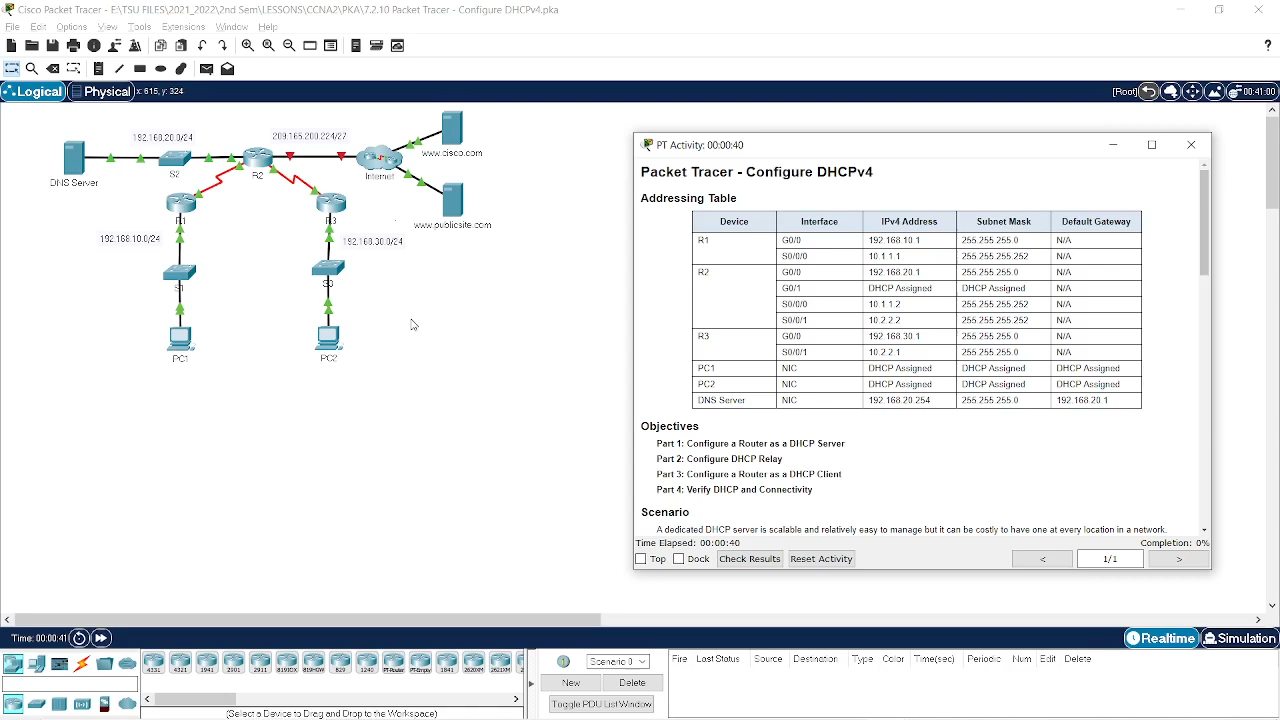 Cisco Packet Tracer - E:\TSU FILES\2021_2022\2nd Sem\LESSONS\CCNA2\PKA\7.2.10 Packet Tracer - Configure DHCPv4.pka
File Edit Options View Tools Extensions Window Help
Logical Physical x: 615, y: 324 [Root] 00:41:00
192.168.20.0/24
209.165.200.224/27
www.cisco.com
DNS Server
S2
R2
Internet
R1
R3
www.publicsite.com
192.168.10.0/24
192.168.30.0/24
S1
S3
PC1
PC2
PT Activity: 00:00:40
Packet Tracer - Configure DHCPv4
Addressing Table
Device Interface IPv4 Address Subnet Mask Default Gateway
R1 G0/0 192.168.10.1 255.255.255.0 N/A
S0/0/0 10.1.1.1 255.255.255.252 N/A
R2 G0/0 192.168.20.1 255.255.255.0 N/A
G0/1 DHCP Assigned DHCP Assigned N/A
S0/0/0 10.1.1.2 255.255.255.252 N/A
S0/0/1 10.2.2.2 255.255.255.252 N/A
R3 G0/0 192.168.30.1 255.255.255.0 N/A
S0/0/1 10.2.2.1 255.255.255.0 N/A
PC1 NIC DHCP Assigned DHCP Assigned DHCP Assigned
PC2 NIC DHCP Assigned DHCP Assigned DHCP Assigned
DNS Server NIC 192.168.20.254 255.255.255.0 192.168.20.1
Objectives
Part 1: Configure a Router as a DHCP Server
Part 2: Configure DHCP Relay
Part 3: Configure a Router as a DHCP Client
Part 4: Verify DHCP and Connectivity
Scenario
A dedicated DHCP server is scalable and relatively easy to manage but it can be costly to have one at every location in a network.
Time Elapsed: 00:00:40 Completion: 0%
Top Dock Check Results Reset Activity < 1/1 >
Time: 00:00:41 Realtime Simulation
4331 4321 1941 2901 2911 819IOX 819HGW 829 1240 PT-Router PT-Empty 1841 2620XM 2621XM
Scenario 0
New Delete
Toggle PDU List Window
Fire Last Status Source Destination Type Color Time(sec) Periodic Num Edit Delete
(Select a Device to Drag and Drop to the Workspace)